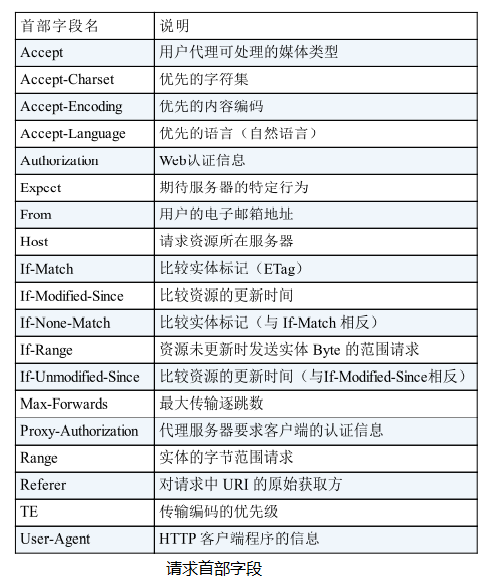 首部字段名 说明
Accept 用户代理可处理的媒体类型
Accept-Charset 优先的字符集
Accept-Encoding 优先的内容编码
Accept-Language 优先的语言（自然语言）
Authorization Web认证信息
Expect 期待服务器的特定行为
From 用户的电子邮箱地址
Host 请求资源所在服务器
If-Match 比较实体标记（ETag）
If-Modified-Since 比较资源的更新时间
If-None-Match 比较实体标记（与 If-Match 相反）
If-Range 资源未更新时发送实体 Byte 的范围请求
If-Unmodified-Since 比较资源的更新时间（与If-Modified-Since相反）
Max-Forwards 最大传输逐跳数
Proxy-Authorization 代理服务器要求客户端的认证信息
Range 实体的字节范围请求
Referer 对请求中 URI 的原始获取方
TE 传输编码的优先级
User-Agent HTTP 客户端程序的信息
请求首部字段